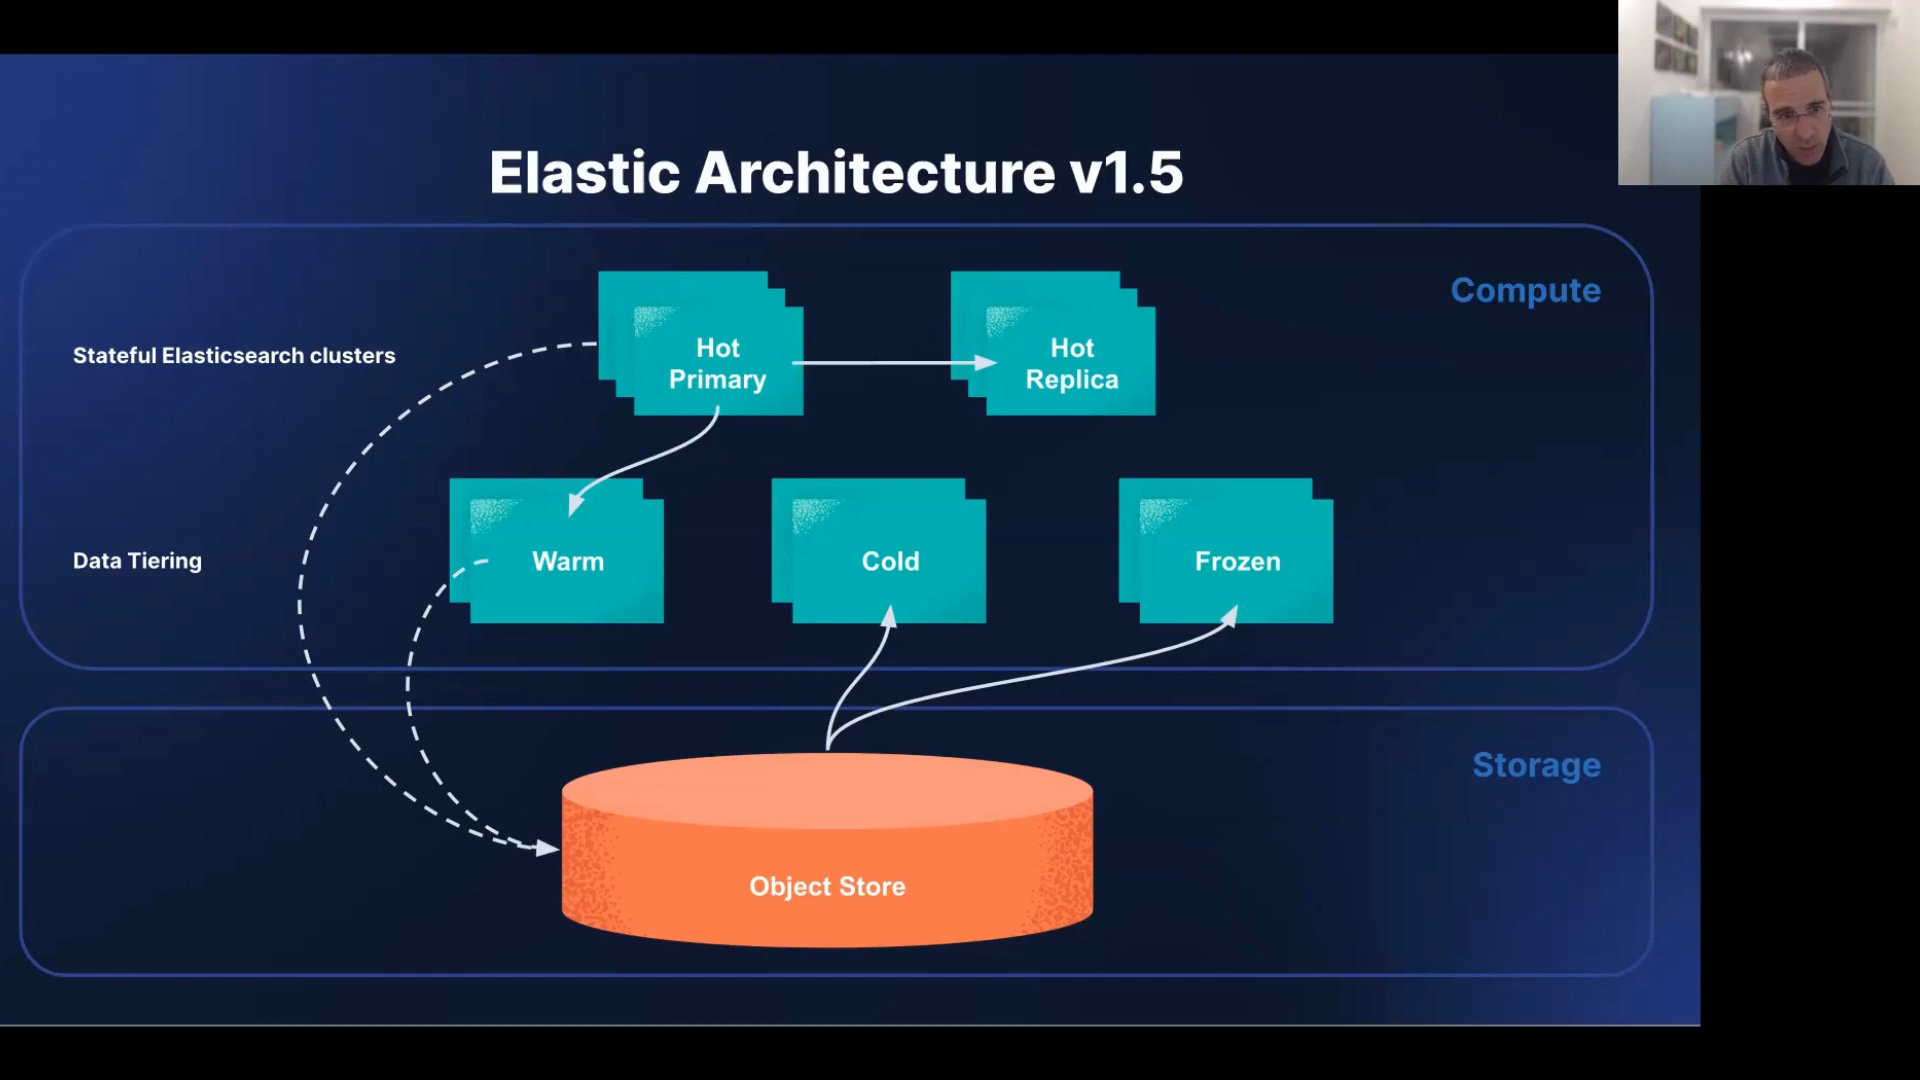 Elastic Architecture v1.5
Compute
Stateful Elasticsearch clusters
Hot
Primary
Hot
Replica
Data Tiering
Warm
Cold
Frozen
Storage
Object Store